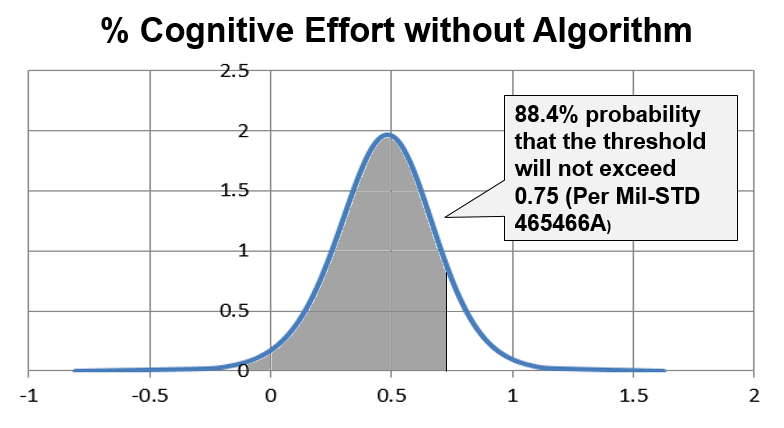 % Cognitive Effort without Algorithm
2.5
2
1.5
1
0.5
0
-1 -0.5 0 0.5 1 1.5 2
88.4% probability
that the threshold
will not exceed
0.75 (Per Mil-STD
465466A)